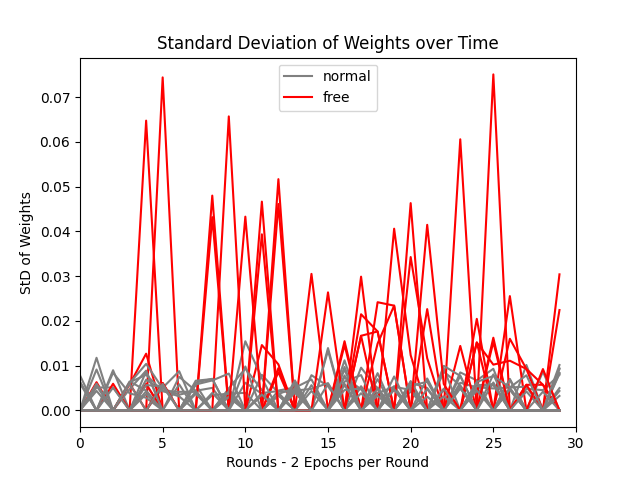 Standard Deviation of Weights over Time
normal
free
StD of Weights
0.07
0.06
0.05
0.04
0.03
0.02
0.01
0.00
0 5 10 15 20 25 30
Rounds - 2 Epochs per Round